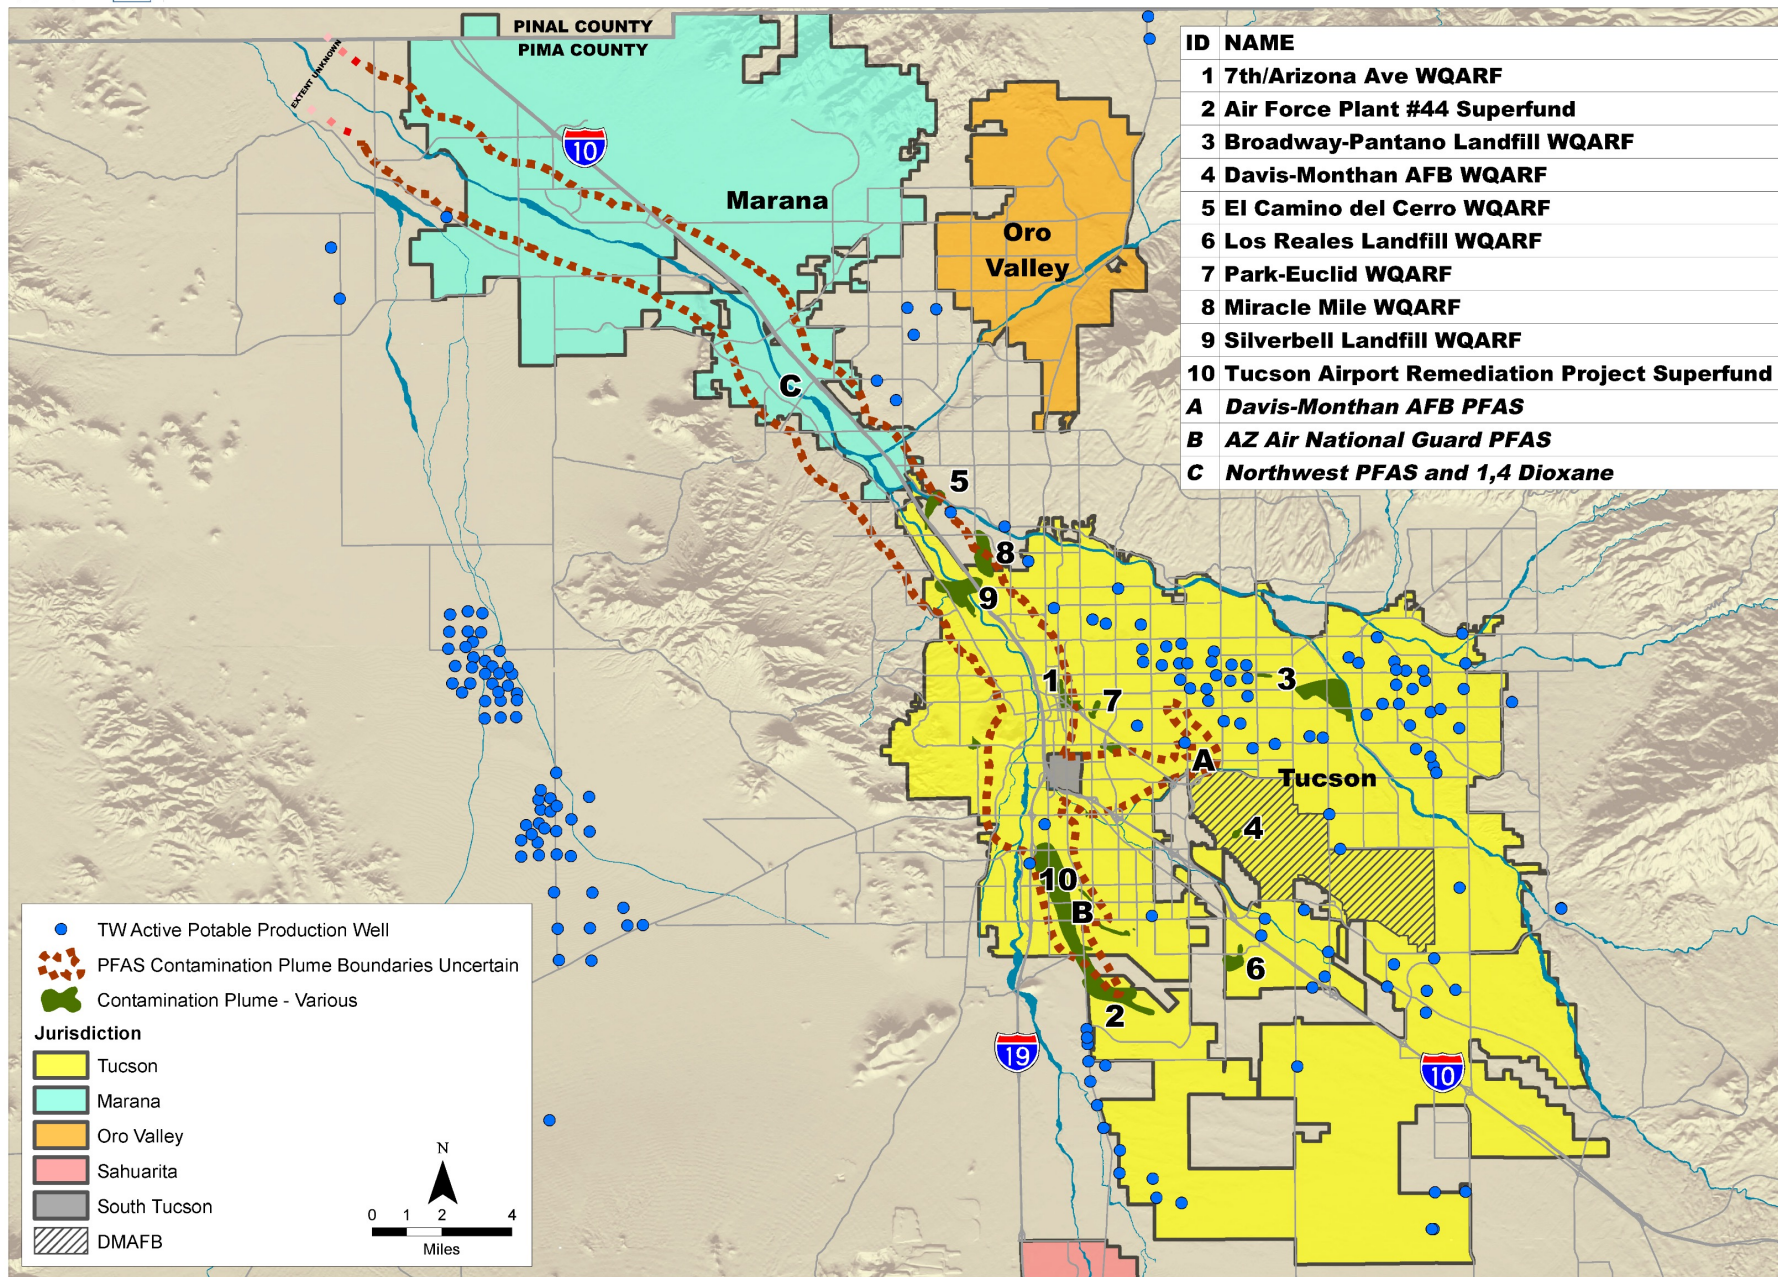 PINAL COUNTY
PIMA COUNTY
EXTENT UNKNOWN
10
Marana
Oro
Valley
C
5
8
9
1
7
3
A
Tucson
4
10
B
6
2
19
10
ID NAME
1 7th/Arizona Ave WQARF
2 Air Force Plant #44 Superfund
3 Broadway-Pantano Landfill WQARF
4 Davis-Monthan AFB WQARF
5 El Camino del Cerro WQARF
6 Los Reales Landfill WQARF
7 Park-Euclid WQARF
8 Miracle Mile WQARF
9 Silverbell Landfill WQARF
10 Tucson Airport Remediation Project Superfund
A Davis-Monthan AFB PFAS
B AZ Air National Guard PFAS
C Northwest PFAS and 1,4 Dioxane
TW Active Potable Production Well
PFAS Contamination Plume Boundaries Uncertain
Contamination Plume - Various
Jurisdiction
Tucson
Marana
Oro Valley
Sahuarita
South Tucson
DMAFB
N
0 1 2 4
Miles